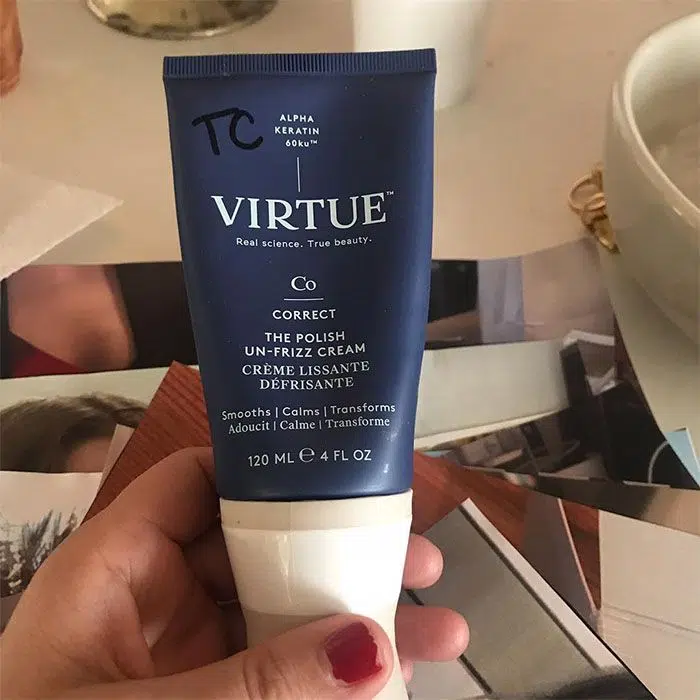 TC
ALPHA
KERATIN
60ku™
VIRTUE™
Real science. True beauty.
Co
CORRECT
THE POLISH
UN-FRIZZ CREAM
CRÈME LISSANTE
DÉFRISANTE
Smooths | Calms | Transforms
Adoucit | Calme | Transforme
120 ML ℮ 4 FL OZ